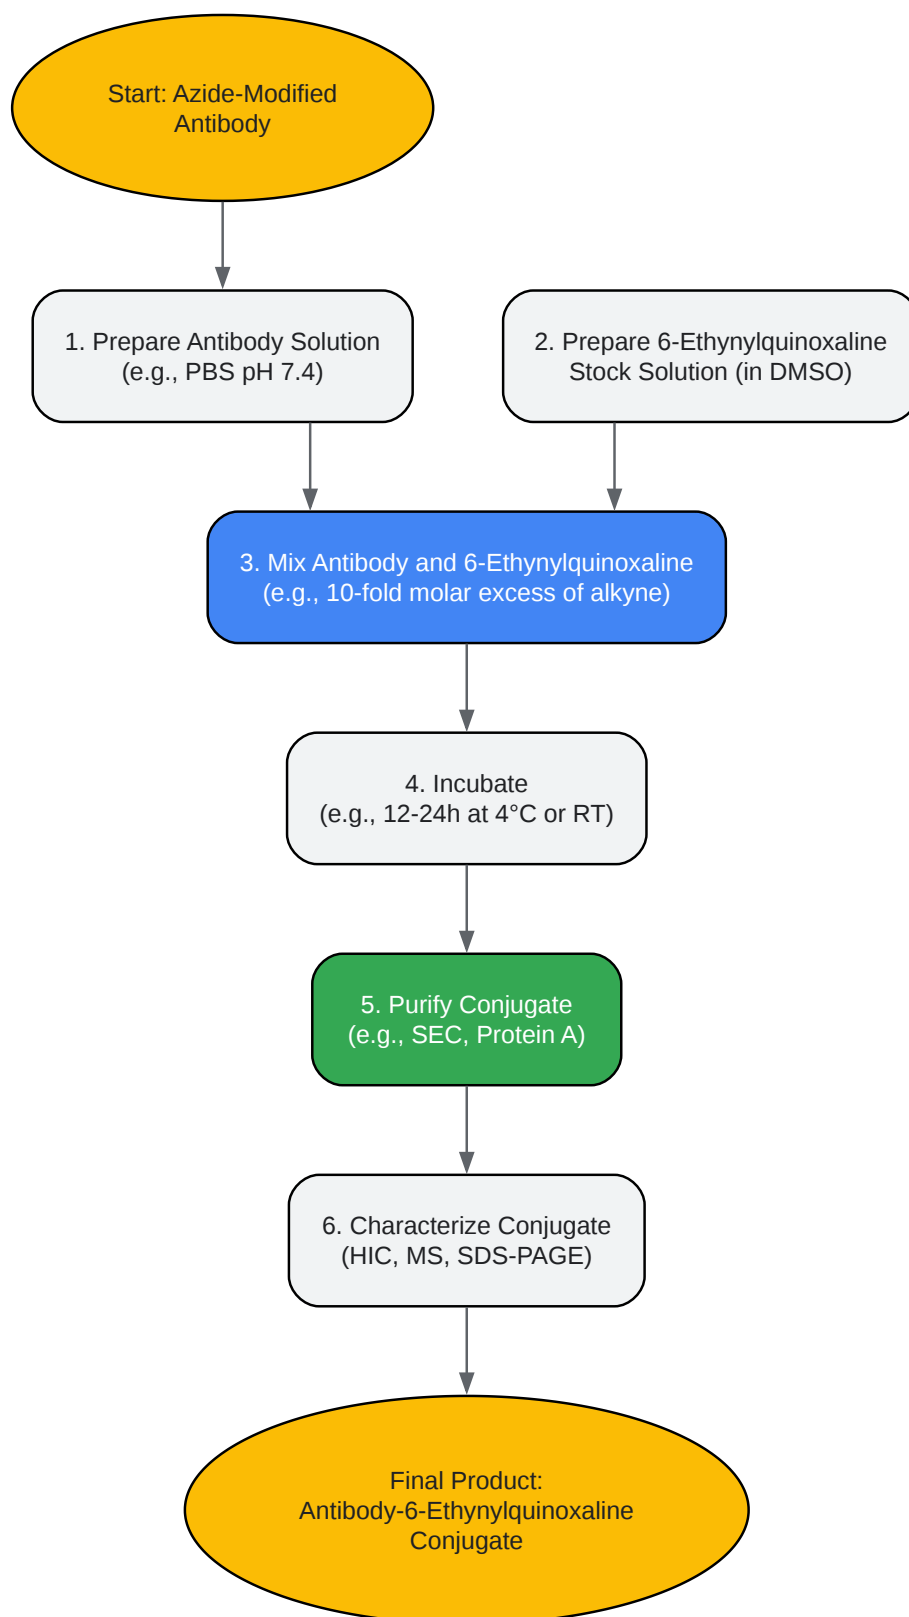 Start: Azide-Modified
Antibody
1. Prepare Antibody Solution
(e.g., PBS pH 7.4)
2. Prepare 6-Ethynylquinoxaline
Stock Solution (in DMSO)
3. Mix Antibody and 6-Ethynylquinoxaline
(e.g., 10-fold molar excess of alkyne)
4. Incubate
(e.g., 12-24h at 4°C or RT)
5. Purify Conjugate
(e.g., SEC, Protein A)
6. Characterize Conjugate
(HIC, MS, SDS-PAGE)
Final Product:
Antibody-6-Ethynylquinoxaline
Conjugate